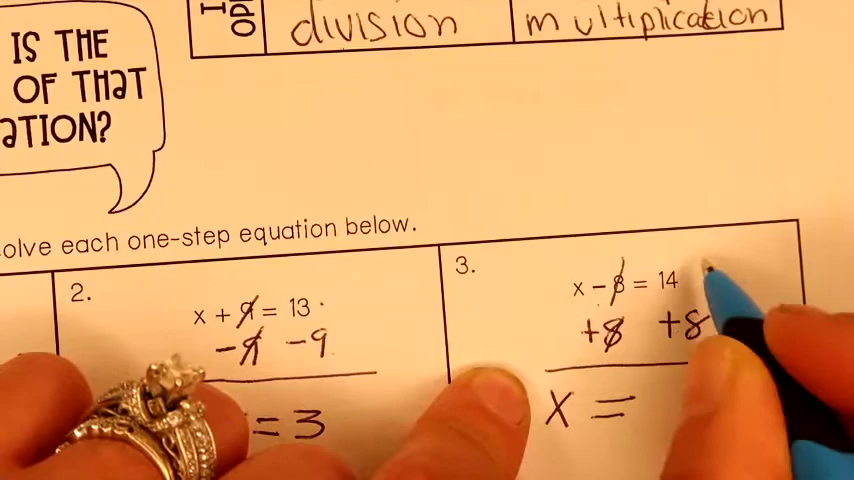 IS THE
OF THAT
ATION?
I
OP
division
multiplication
olve each one-step equation below.
2.
x + 9 = 13
-9 -9
= 3
3.
x - 8 = 14
+8 +8
x =